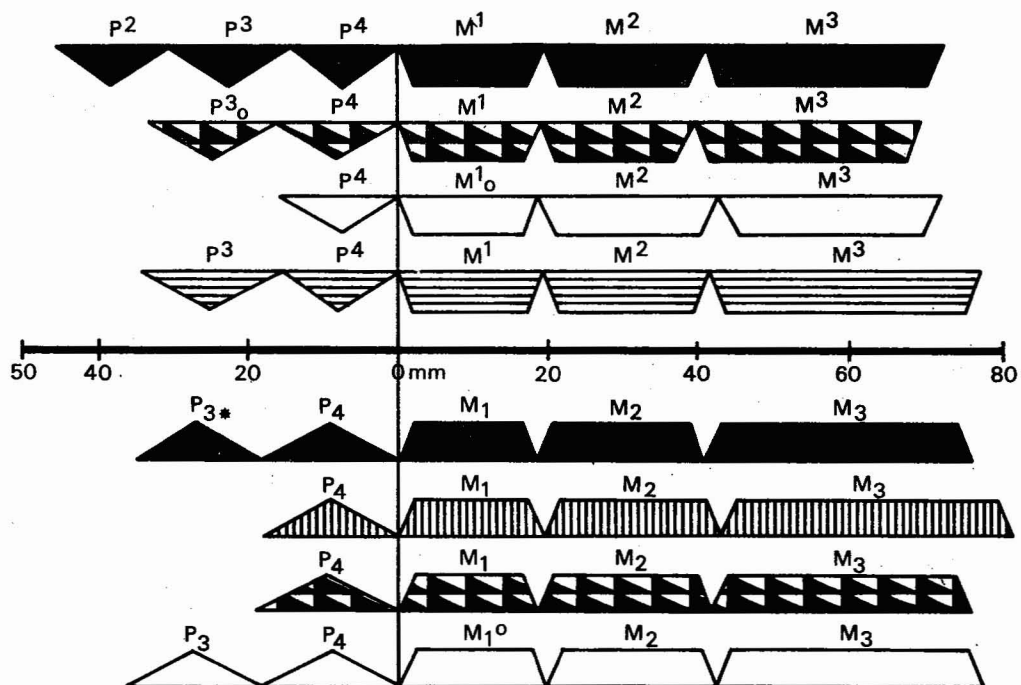 P2 P3 P4 M1 M2 M3
P3o P4 M1 M2 M3
P4 M1o M2 M3
P3 P4 M1 M2 M3
50 40 20 0 mm 20 40 60 80
P3* P4 M1 M2 M3
P4 M1 M2 M3
P4 M1 M2 M3
P3 P4 M1o M2 M3